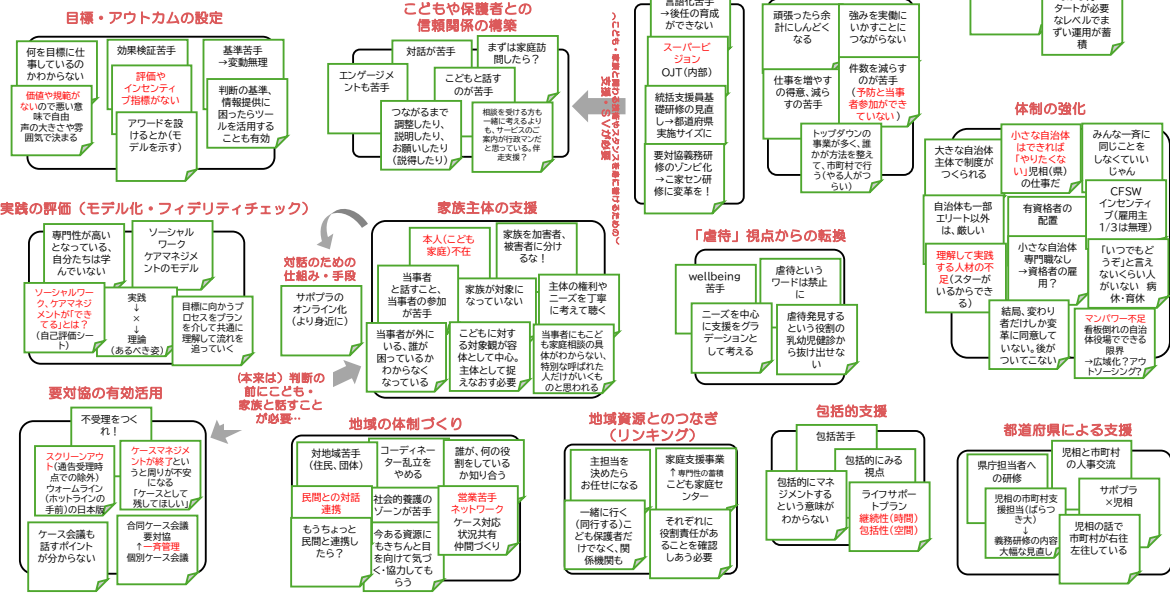 目標・アウトカムの設定
何を目標に仕
事しているの
かわからない
効果検証苦手
基準苦手
→変動無理
価値や規範が
ないので悪い意
味で自由
声の大きさや雰
囲気で決まる
評価や
インセンティ
ブ指標がない
判断の基準、
情報提供に
困ったらツー
ルを活用する
ことも有効
アワードを設
けるとか(モ
デルを示す)
こどもや保護者との
信頼関係の構築
対話が苦手
まずは家庭訪
問したら?
エンゲージメ
ントも苦手
こどもと話す
のが苦手
つながるまで
調整したり、
説明したり、
お願いしたり
(説得したり)
相談を受ける方も
一緒に考えるより
も、サービスのご
案内が行政マンだ
と思っている。伴
走支援?
言語化苦手
→後任の育成
ができない
スーパービ
ジョン
OJT(内部)
統括支援員基
礎研修の見直
し→都道府県
実施サイズに
要対協義務研
修のゾンビ化
→こ家セン研
修に変革を!
頑張ったら余
計にしんどく
なる
強みを実働に
いかすことに
つながらない
仕事を増やす
の得意、減ら
すの苦手
件数を減らす
のが苦手
(予防と当事
者参加ができ
ていない)
トップダウンの
事業が多く、誰
かが方法を整え
て、市町村で行
う(やる人がつ
らい)
タートが必要
なレベルでま
ずい運用が蓄
積
体制の強化
大きな自治体
主体で制度が
つくられる
小さな自治体
はできれば
「やりたくな
い」児相(県)
の仕事だ
みんな一斉に
同じことを
しなくていい
じゃん
自治体も一部
エリート以外
は、厳しい
有資格者の
配置
CFSW
インセンティ
ブ(雇用主
1/3は無理)
理解して実践
する人材の不
足(スターが
いるからでき
る)
小さな自治体
専門職なし
→資格者の雇
用?
「いつでもど
うぞ」と言え
ないくらい人
がいない 病
休・育休
結局、変わり
者だけしか変
革に同意して
いない。後が
ついてこない
マンパワー不足
看板倒れの自治
体役場でできる
限界
→広域化?アウ
トソーシング?
実践の評価(モデル化・フィデリティチェック)
専門性が高い
となっている、
自分たちは学
んでいない
ソーシャル
ワーク
ケアマネジメ
ントのモデル
ソーシャルワー
ク、ケアマネジ
メントが「でき
てる」とは?
(自己評価シー
ト)
実践
↓
×
↓
理論
(あるべき姿)
目標に向かうプ
ロセスをプラン
を介して共通に
理解して流れを
追っていく
対話のための
仕組み・手段
サポプラの
オンライン化
(より身近に)
家族主体の支援
本人(こども
家庭)不在
家族を加害者、
被害者に分け
るな!
当事者
と話すこと、
当事者の参加
が苦手
家族が対象に
なっていない
主体の権利や
ニーズを丁寧
に考えて聴く
当事者が外に
いる、誰が
困っているか
わからなく
なっている
こどもに対す
る対象観が容
体として中心。
主体として捉
えなおす必要
当事者にもこど
も家庭相談の具
体がわからない、
特別な呼ばれた
人だけがいくも
のと思われる
「虐待」視点からの転換
wellbeing
苦手
虐待という
ワードは禁止
に
ニーズを中心
に支援をグラ
デーションと
して考える
虐待発見する
という役割の
乳幼児健診か
ら抜け出せな
い
(本来は)判断の
前にこども・
家族と話すこと
が必要…
要対協の有効活用
不受理をつく
れ!
スクリーンアウ
ト(通告受理時
点での除外)
ウォームライン
(ホットラインの
手前)の日本版
ケースマネジメ
ントが終了とい
うと周りが不安
になる
「ケースとして
残してほしい」
ケース会議も
話すポイント
が分からない
合同ケース会議
要対協
↑一斉管理
個別ケース会議
地域の体制づくり
対地域苦手
(住民、団体)
コーディネー
ター乱立を
やめる
誰が、何の役
割をしている
か知り合う
民間との対話
連携
社会的養護の
ゾーンが苦手
営業苦手
ネットワーク
ケース対応
状況共有
仲間づくり
もうちょっと
民間と連携し
たら?
今ある資源に
もきちんと目
を向けて気づ
く・協力しても
らう
地域資源とのつなぎ
(リンキング)
主担当を
決めたら
お任せになる
家庭支援事業
↑専門性の蓄積
こども家庭セ
ンター
一緒に行く
(同行する)こ
ども保護者だ
けでなく、関
係機関も
それぞれに
役割責任があ
ることを確認
しあう必要
包括的支援
包括苦手
包括的にみる
視点
包括的にマネ
ジメントする
という意味が
わからない
ライフサポー
トプラン
継続性(時間)
包括性(空間)
都道府県による支援
県庁担当者へ
の研修
児相と市町村
の人事交流
児相の市町村支
援担当(ばらつ
き大)
↓
義務研修の内容
大幅な見直し
サポプラ
×児相
児相の話で
市町村が右往
左往している